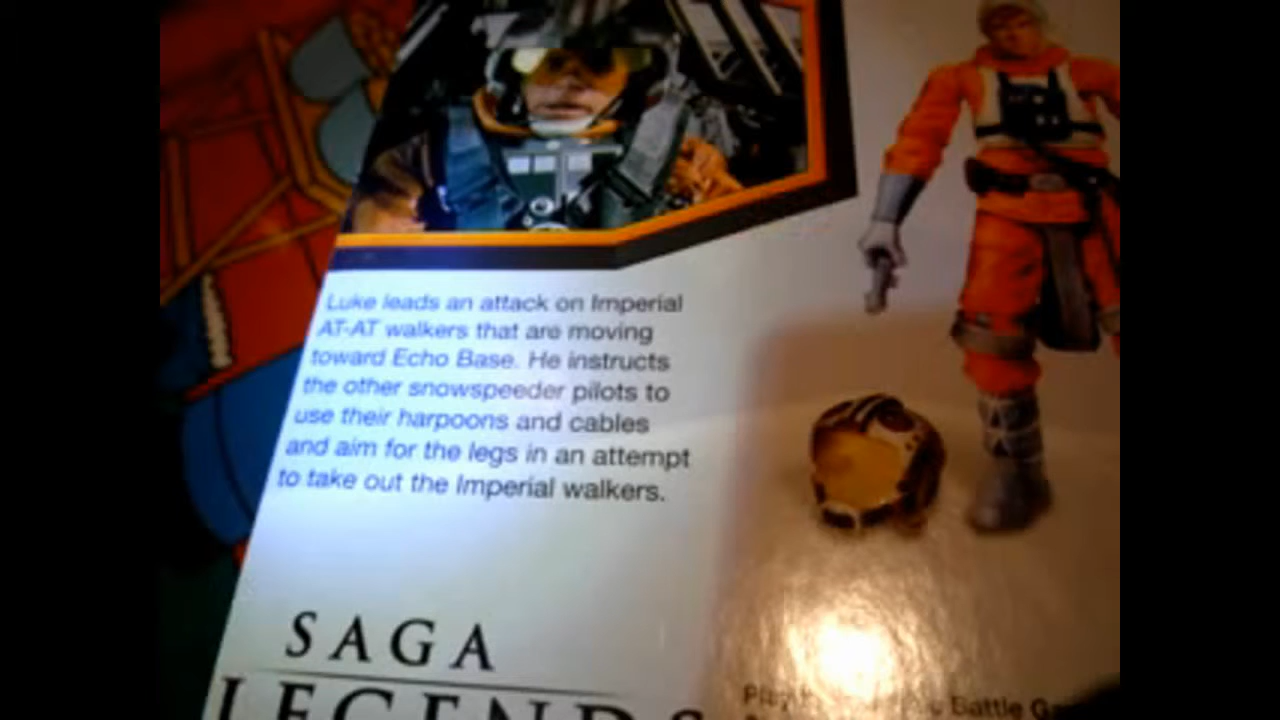 Luke leads an attack on Imperial
AT-AT walkers that are moving
toward Echo Base. He instructs
the other snowspeeder pilots to
use their harpoons and cables
and aim for the legs in an attempt
to take out the Imperial walkers.
SAGA
LEGENDS
Battle